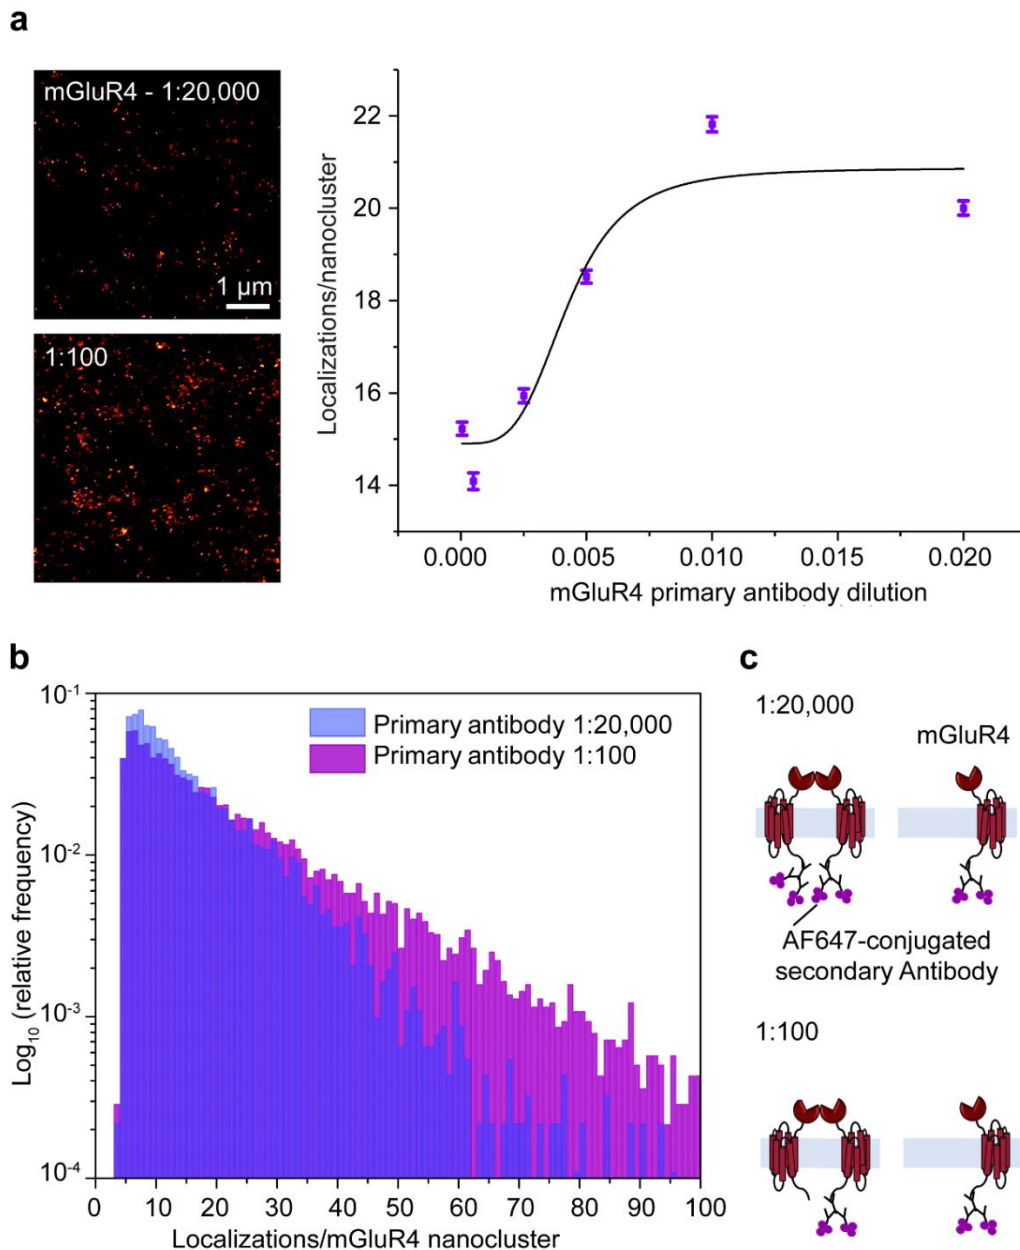 a
mGluR4 - 1:20,000
1 µm
1:100
Localizations/nanocluster
22
20
18
16
14
0.000
0.005
0.010
0.015
0.020
mGluR4 primary antibody dilution
b
Log₁₀ (relative frequency)
10⁻¹
10⁻²
10⁻³
10⁻⁴
Primary antibody 1:20,000
Primary antibody 1:100
0
10
20
30
40
50
60
70
80
90
100
Localizations/mGluR4 nanocluster
c
1:20,000
mGluR4
AF647-conjugated
secondary Antibody
1:100